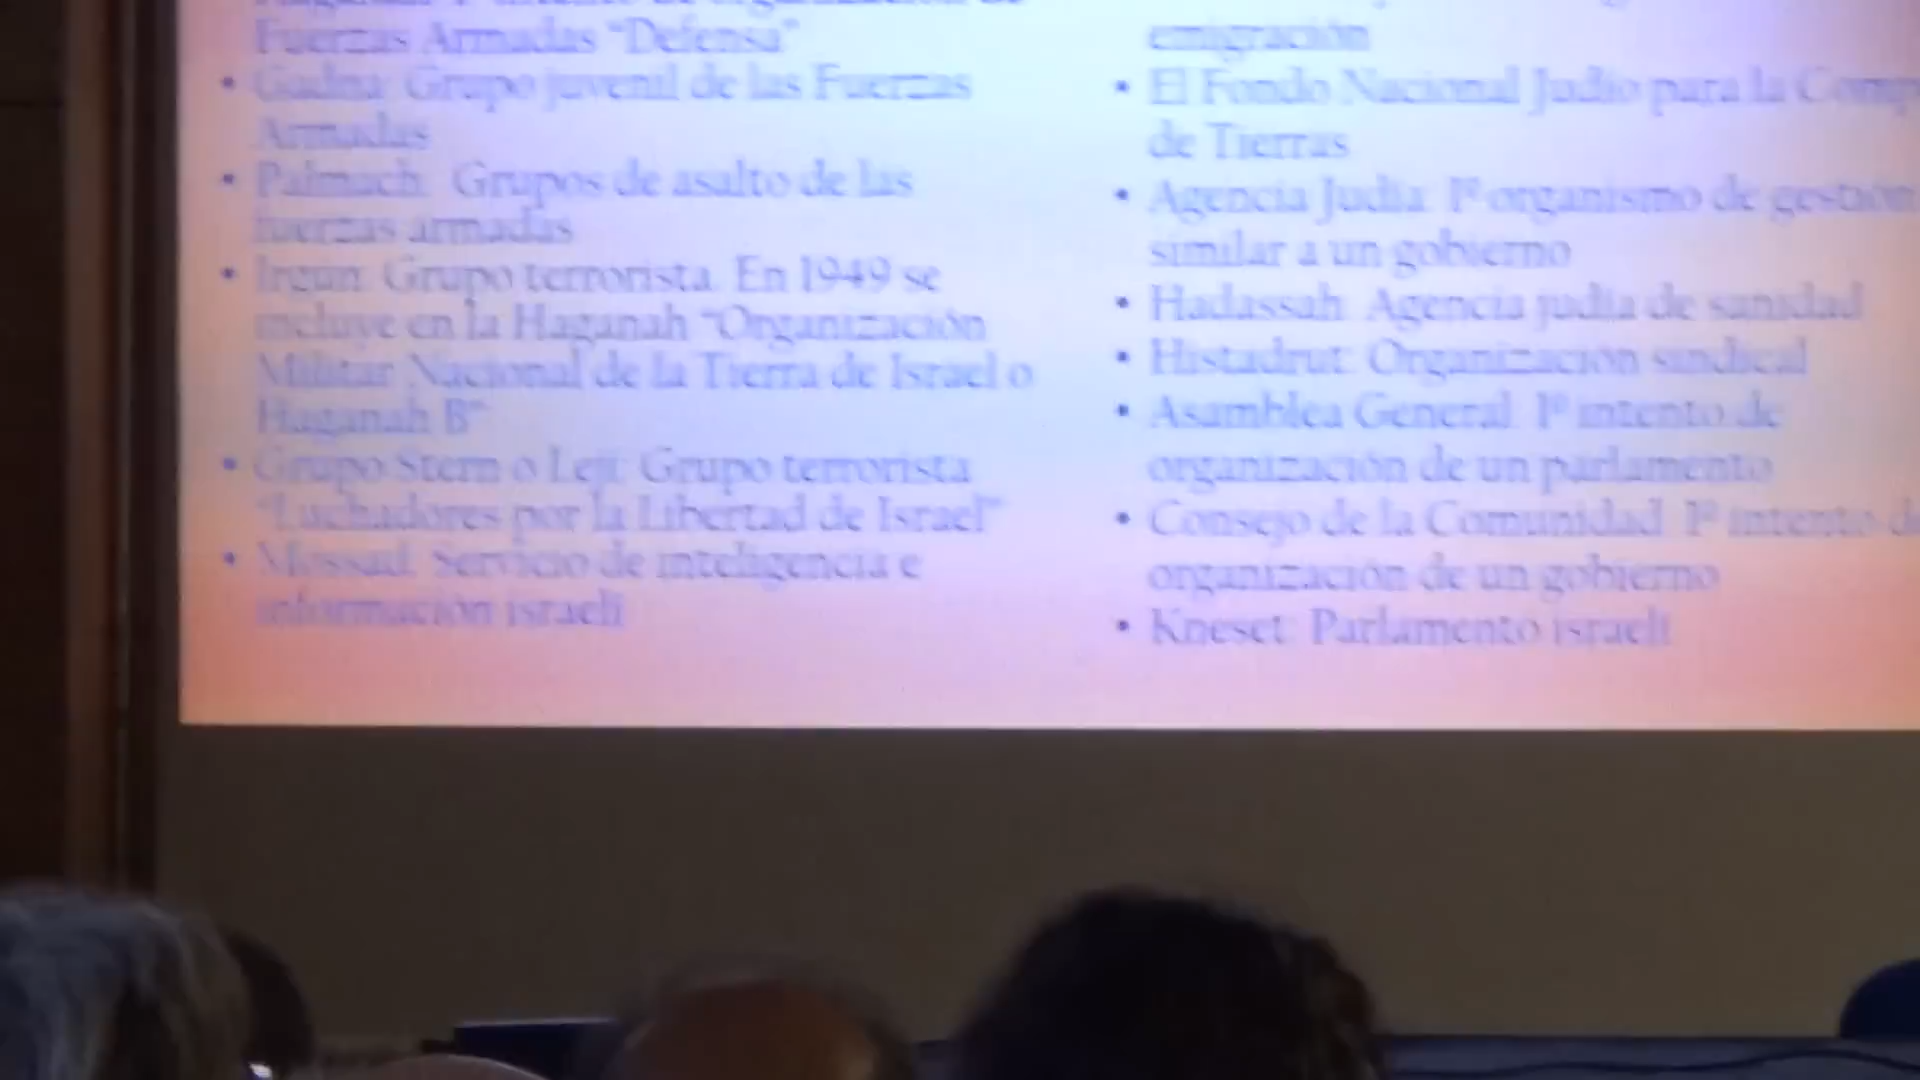 Fuerzas Armadas "Defensa"
• Gadna: Grupo juvenil de las Fuerzas
Armadas
• Palmach: Grupos de asalto de las
fuerzas armadas
• Irgun: Grupo terrorista. En 1949 se
incluye en la Haganah "Organización
Militar Nacional de la Tierra de Israel o
Haganah B"
• Grupo Stern o Leji: Grupo terrorista
"Luchadores por la Libertad de Israel"
• Mossad: Servicio de inteligencia e
información israelí
emigración
• El Fondo Nacional Judío para la
de Tierras
• Agencia Judía: 1º organismo de gestión
similar a un gobierno
• Hadassah: Agencia judía de sanidad
• Histadrut: Organización sindical
• Asamblea General: 1º intento de
organización de un parlamento
• Consejo de la Comunidad: 1º intento de
organización de un gobierno
• Kneset: Parlamento israelí